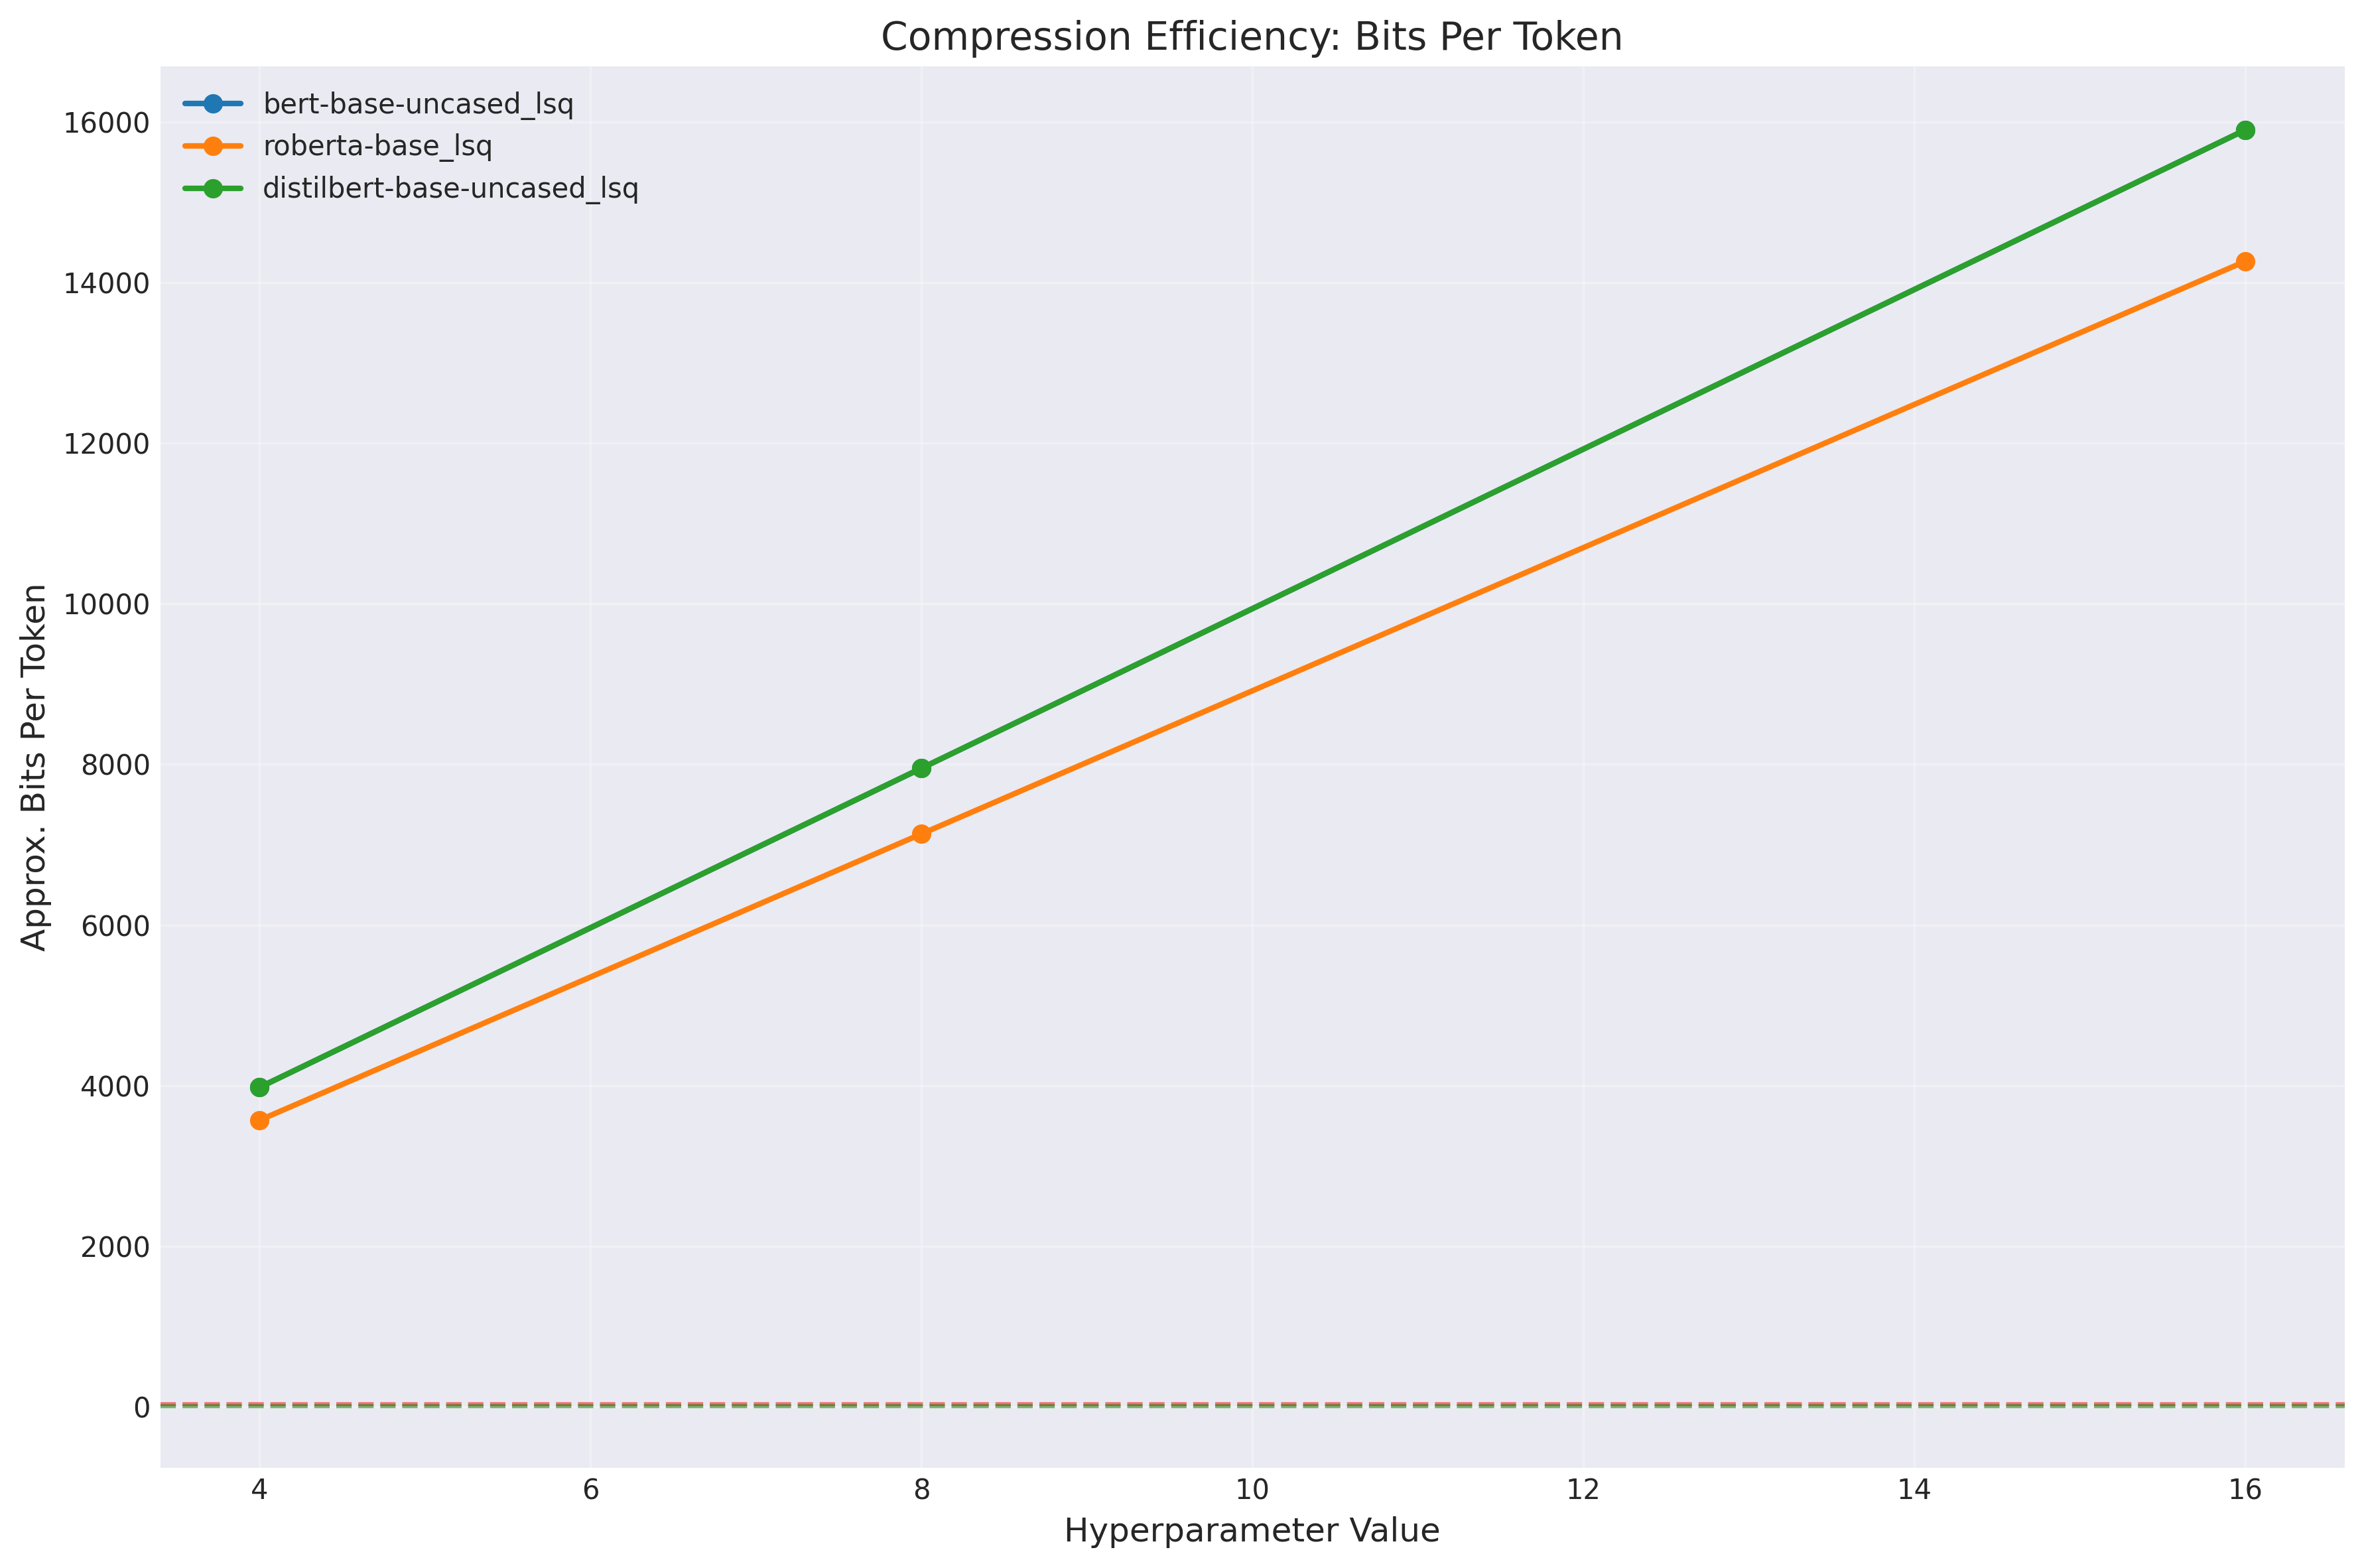 Compression Efficiency: Bits Per Token
bert-base-uncased_lsq
roberta-base_lsq
distilbert-base-uncased_lsq
Approx. Bits Per Token
16000
14000
12000
10000
8000
6000
4000
2000
0
4 6 8 10 12 14 16
Hyperparameter Value